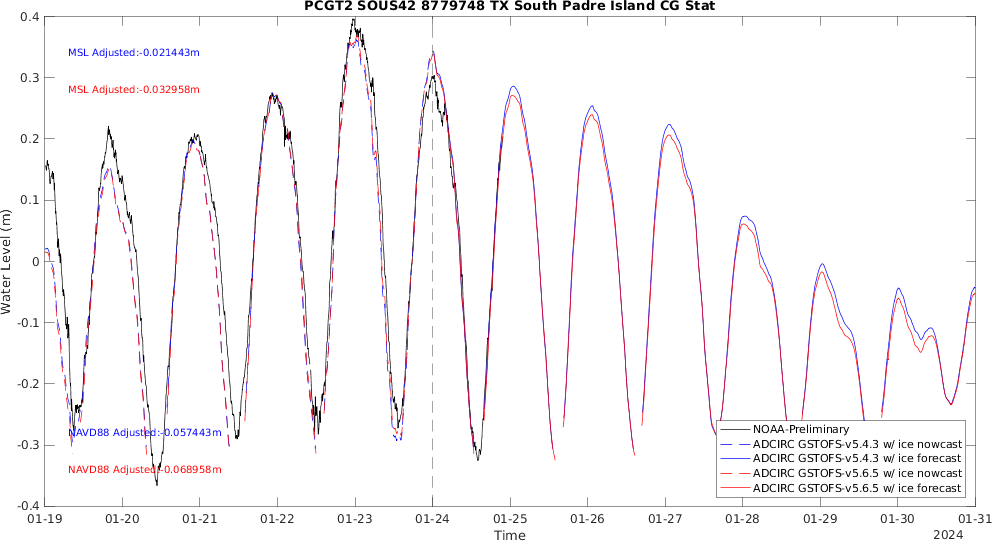 PCGT2 SOUS42 8779748 TX South Padre Island CG Stat
MSL Adjusted:-0.021443m
MSL Adjusted:-0.032958m
NAVD88 Adjusted:-0.057443m
NAVD88 Adjusted:-0.068958m
Water Level (m)
0.4
0.3
0.2
0.1
0
-0.1
-0.2
-0.3
-0.4
NOAA-Preliminary
ADCIRC GSTOFS-v5.4.3 w/ ice nowcast
ADCIRC GSTOFS-v5.4.3 w/ ice forecast
ADCIRC GSTOFS-v5.6.5 w/ ice nowcast
ADCIRC GSTOFS-v5.6.5 w/ ice forecast
01-19 01-20 01-21 01-22 01-23 01-24 01-25 01-26 01-27 01-28 01-29 01-30 01-31
Time
2024